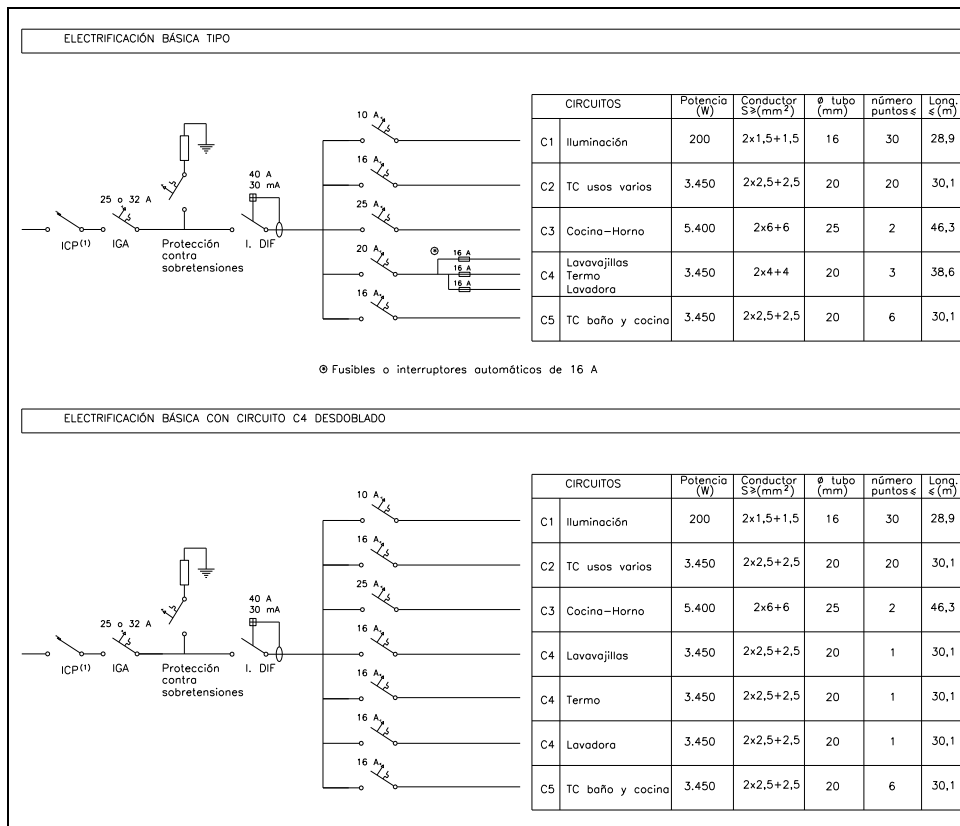 ELECTRIFICACIÓN BÁSICA TIPO
CIRCUITOS Potencia (W) Conductor S≥(mm²) ø tubo (mm) número puntos≤ Long. ≤(m)
C1 Iluminación 200 2x1,5+1,5 16 30 28,9
C2 TC usos varios 3.450 2x2,5+2,5 20 20 30,1
C3 Cocina-Horno 5.400 2x6+6 25 2 46,3
C4 Lavavajillas Termo Lavadora 3.450 2x4+4 20 3 38,6
C5 TC baño y cocina 3.450 2x2,5+2,5 20 6 30,1
10 A.
16 A.
25 A.
20 A.
16 A.
⊛ 16 A
16 A
16 A
40 A
30 mA
25 o 32 A
ICP(1)
IGA
Protección
contra
sobretensiones
I. DIF
⊛ Fusibles o interruptores automáticos de 16 A
ELECTRIFICACIÓN BÁSICA CON CIRCUITO C4 DESDOBLADO
CIRCUITOS Potencia (W) Conductor S≥(mm²) ø tubo (mm) número puntos≤ Long. ≤(m)
C1 Iluminación 200 2x1,5+1,5 16 30 28,9
C2 TC usos varios 3.450 2x2,5+2,5 20 20 30,1
C3 Cocina-Horno 5.400 2x6+6 25 2 46,3
C4 Lavavajillas 3.450 2x2,5+2,5 20 1 30,1
C4 Termo 3.450 2x2,5+2,5 20 1 30,1
C4 Lavadora 3.450 2x2,5+2,5 20 1 30,1
C5 TC baño y cocina 3.450 2x2,5+2,5 20 6 30,1
10 A.
16 A.
25 A.
16 A.
16 A.
16 A.
16 A.
40 A
30 mA
25 o 32 A
ICP(1)
IGA
Protección
contra
sobretensiones
I. DIF